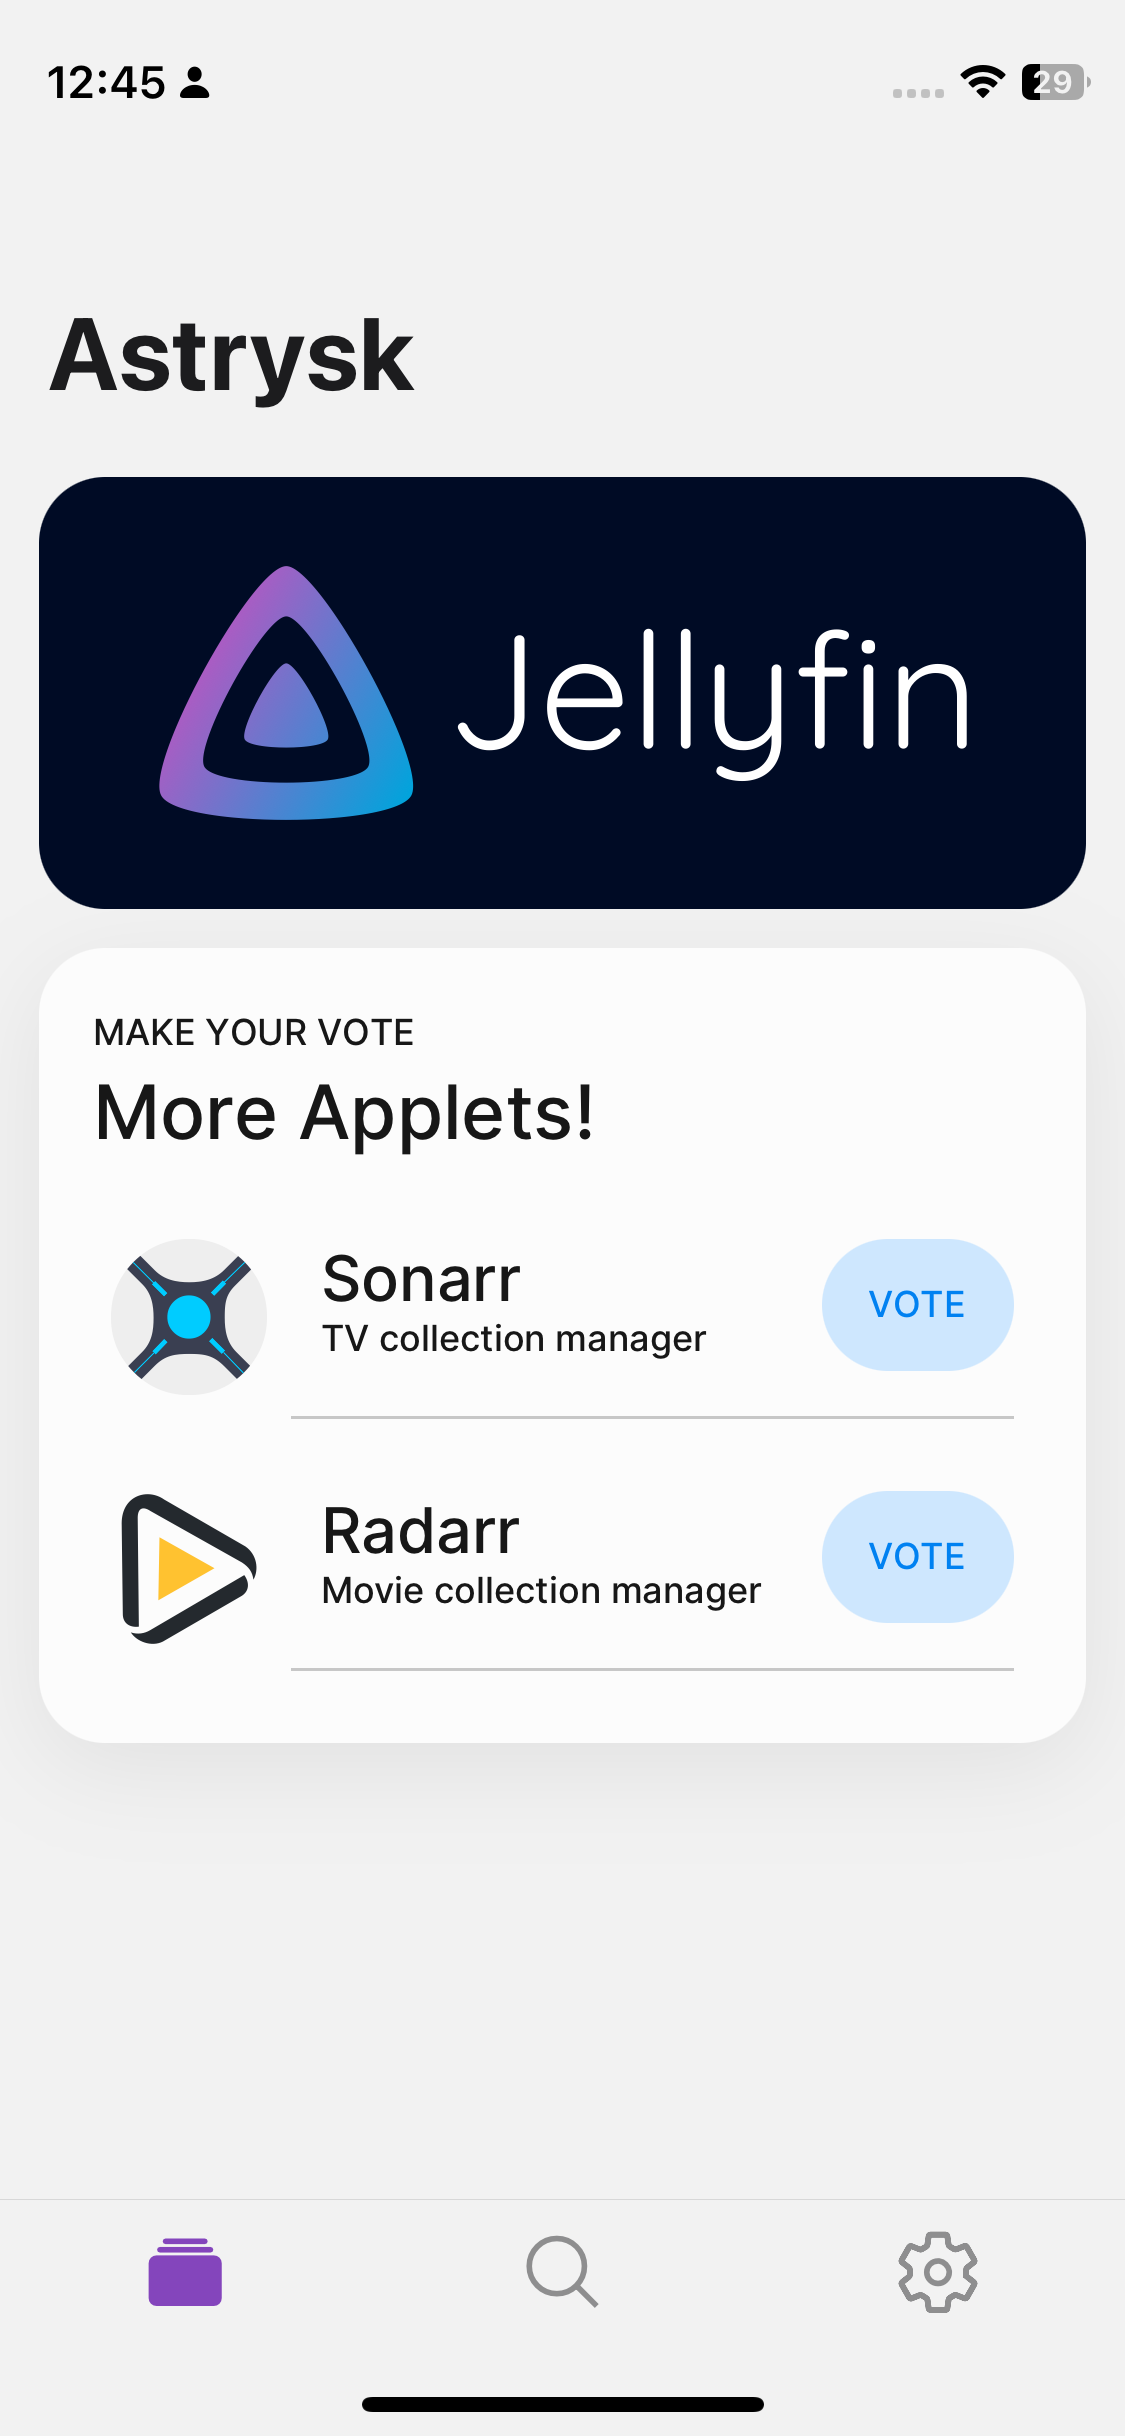 12:45
29
Astrysk
Jellyfin
MAKE YOUR VOTE
More Applets!
Sonarr
TV collection manager
VOTE
Radarr
Movie collection manager
VOTE